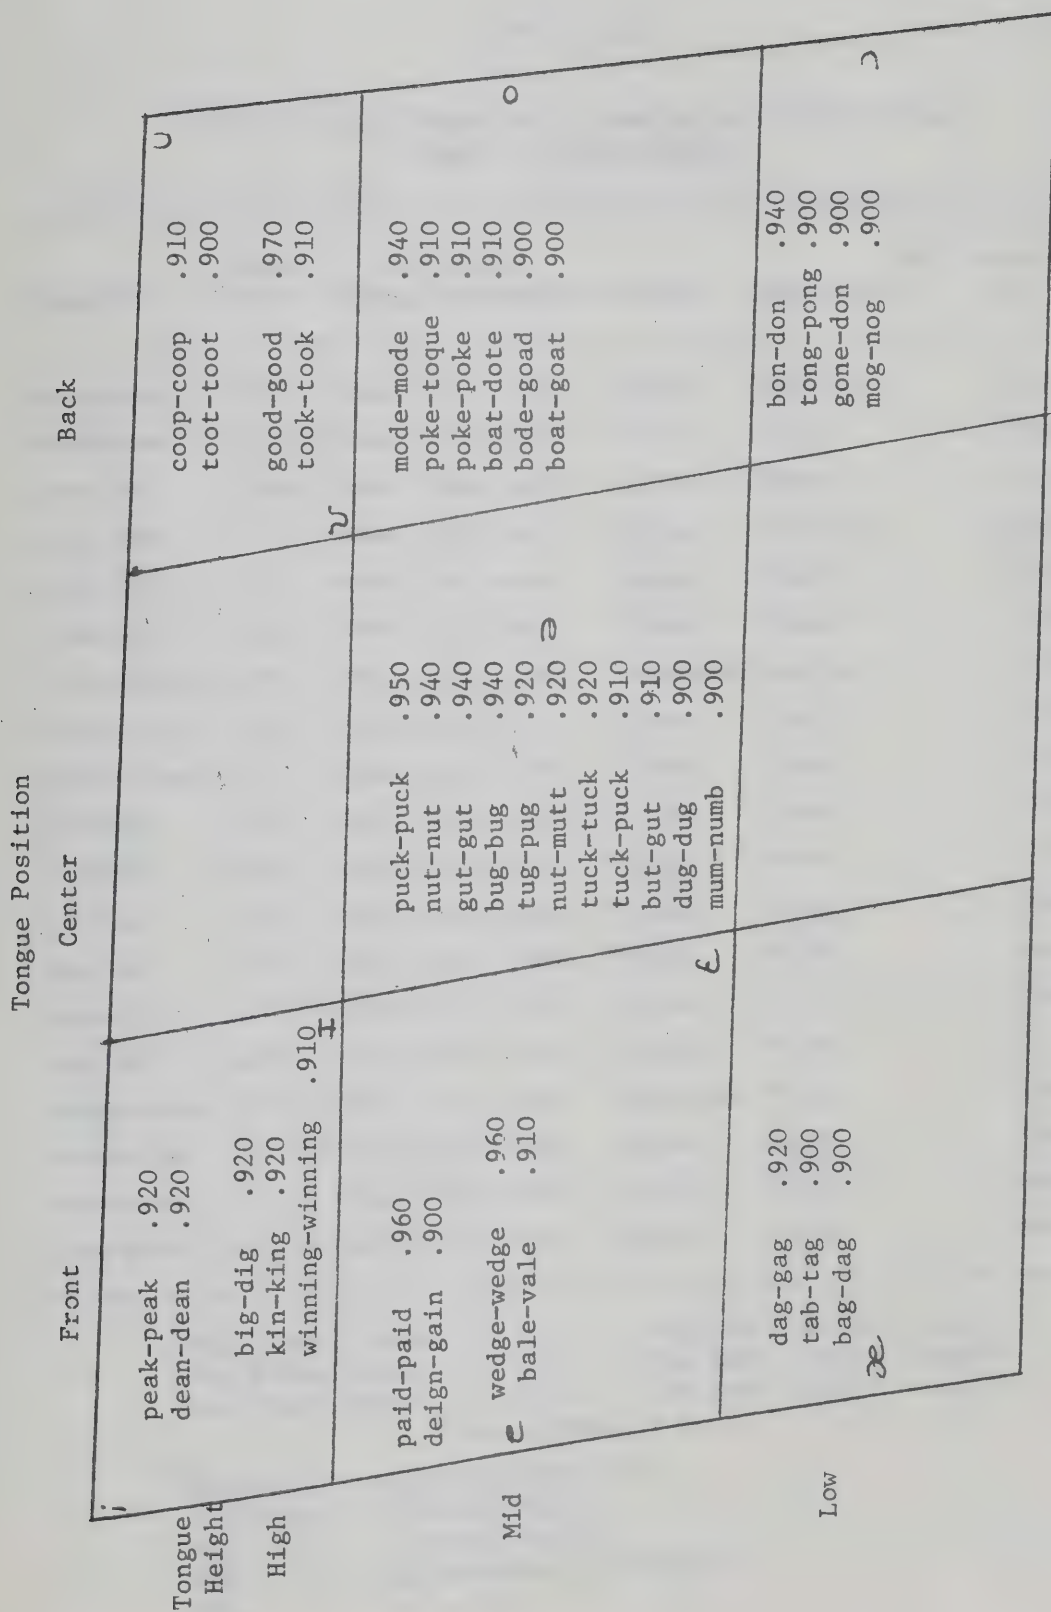 Tongue Position
Front Center Back
Tongue
Height
High
i
peak-peak .920
dean-dean .920
big-dig .920
kin-king .920
winning-winning .910
I
coop-coop .910
toot-toot .900
good-good .970
took-took .910
U
ʊ
Mid
paid-paid .960
deign-gain .900
e
wedge-wedge .960
bale-vale .910
ɛ
puck-puck .950
nut-nut .940
gut-gut .940
bug-bug .940
tug-pug .920
nut-mutt .920
tuck-tuck .920
tuck-puck .910
but-gut .910
dug-dug .900
mum-numb .900
ə
mode-mode .940
poke-toque .910
poke-poke .910
boat-dote .910
bode-goad .900
boat-goat .900
o
Low
dag-gag .920
tab-tag .900
bag-dag .900
æ
bon-don .940
tong-pong .900
gone-don .900
mog-nog .900
ɔ